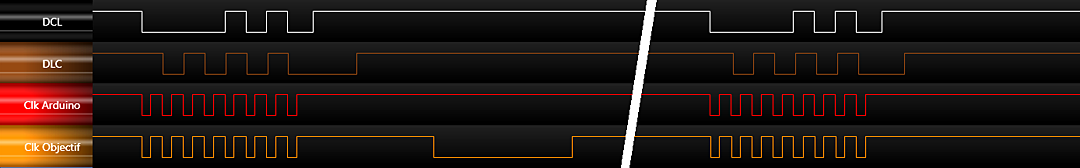 DCL
DLC
Clk Arduino
Clk Objectif